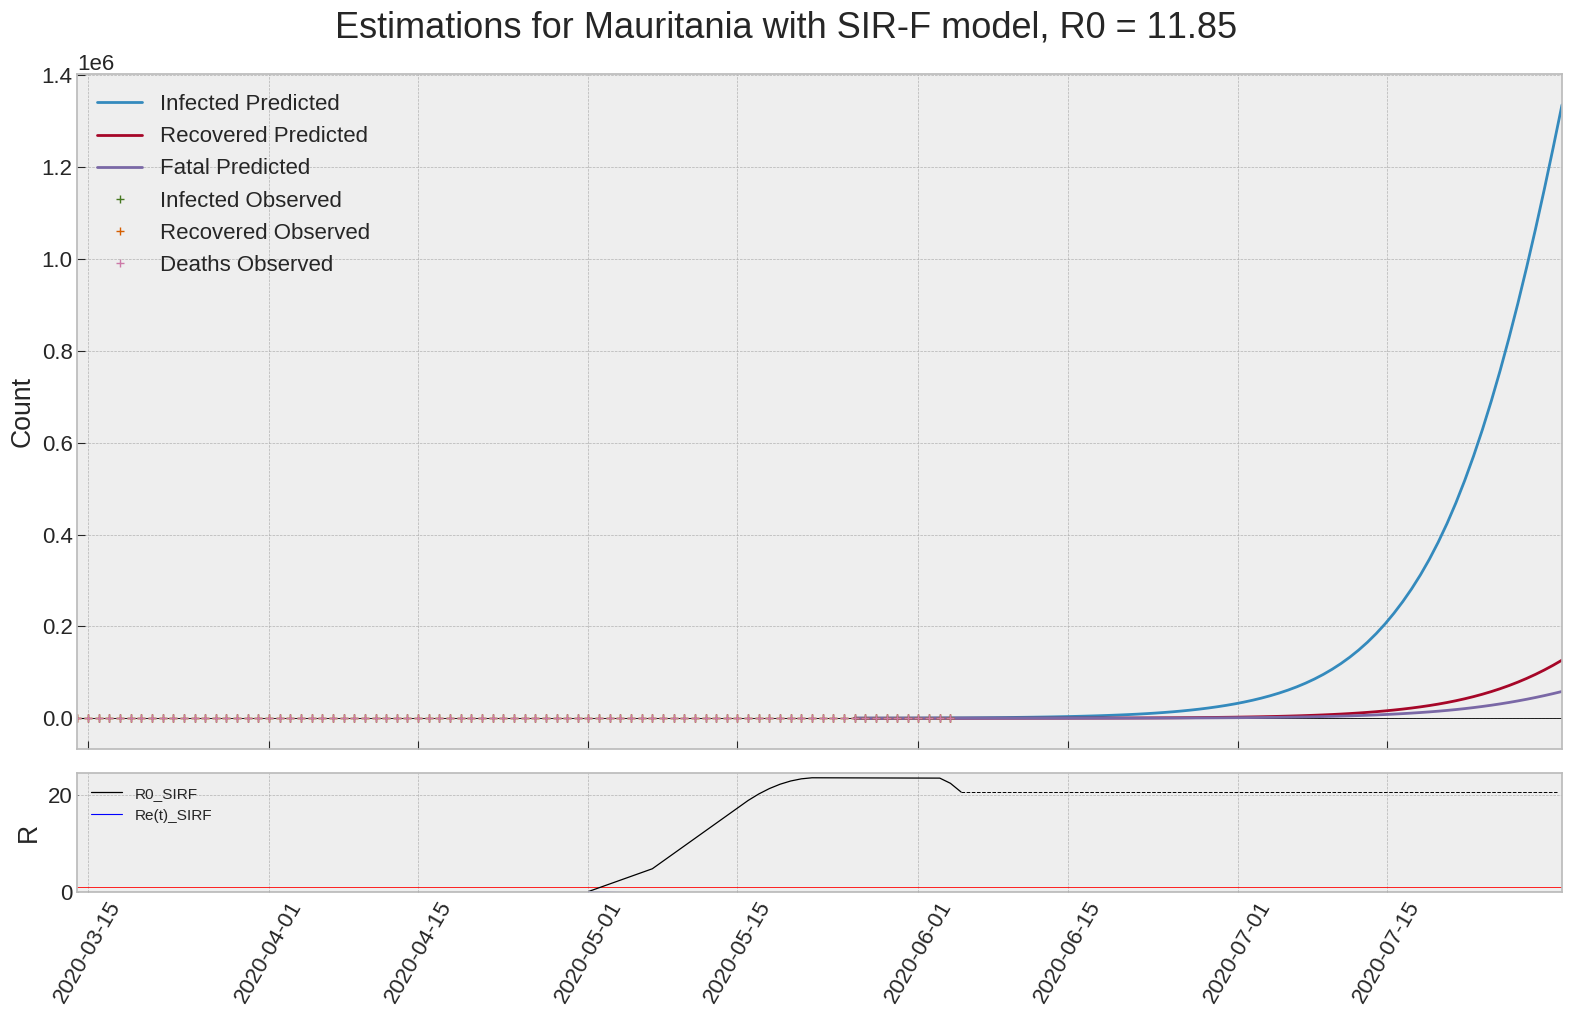 Estimations for Mauritania with SIR-F model, R0 = 11.85
1e6
1.4
1.2
1.0
0.8
0.6
0.4
0.2
0.0
Count
Infected Predicted
Recovered Predicted
Fatal Predicted
Infected Observed
Recovered Observed
Deaths Observed
20
0
R
R0_SIRF
Re(t)_SIRF
2020-03-15
2020-04-01
2020-04-15
2020-05-01
2020-05-15
2020-06-01
2020-06-15
2020-07-01
2020-07-15